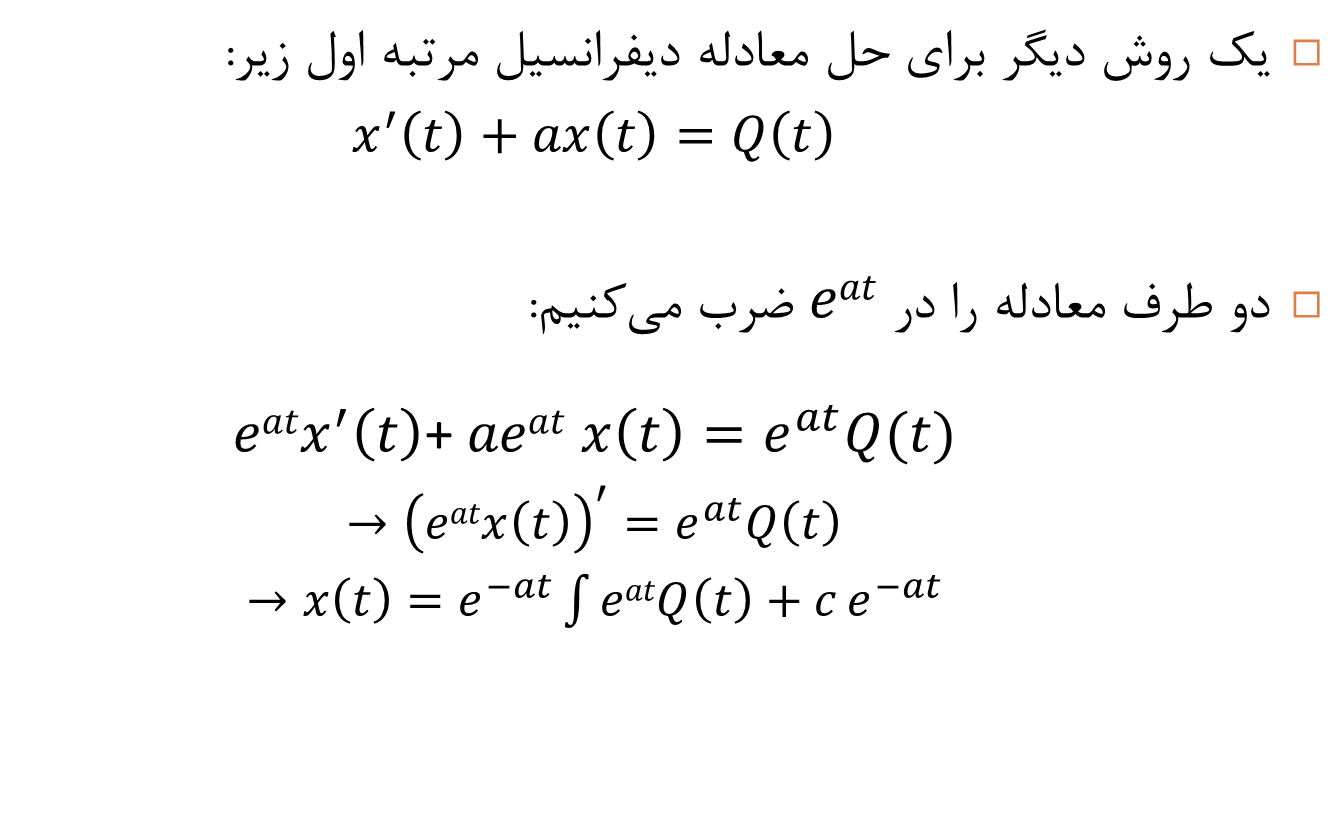 یک روش دیگر برای حل معادله دیفرانسیل مرتبه اول زیر:
x′(t) + ax(t) = Q(t)
دو طرف معادله را در e^{at} ضرب می‌کنیم:
e^{at}x′(t)+ ae^{at} x(t) = e^{at}Q(t)
→ (e^{at}x(t))′ = e^{at}Q(t)
→ x(t) = e^{−at} ∫ e^{at}Q(t) + c e^{−at}